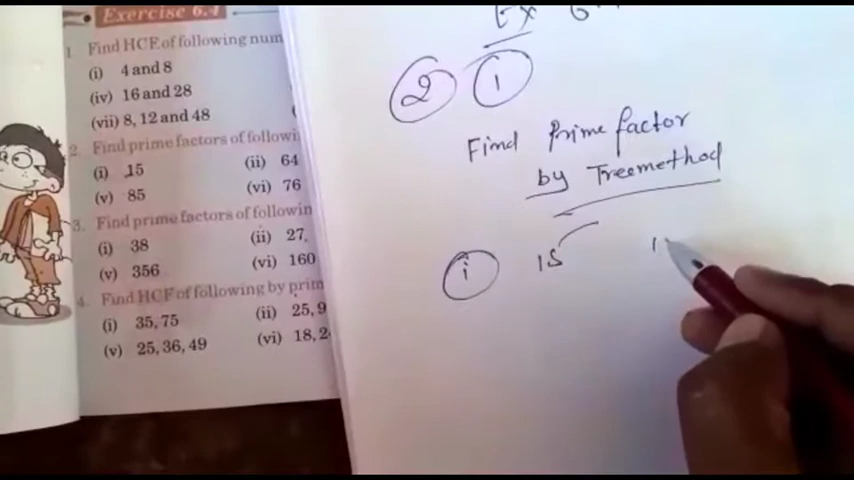 Exercise 6.4
1 Find HCF of following num
(i) 4 and 8
(iv) 16 and 28
(vii) 8, 12 and 48
2. Find prime factors of followi
(i) 15 (ii) 64
(v) 85 (vi) 76
3. Find prime factors of followin
(i) 38 (ii) 27
(v) 356 (vi) 160
4. Find HCF of following by prim
(i) 35, 75 (ii) 25, 9
(v) 25, 36, 49 (vi) 18, 2
Ex
2 1
Find Prime factor
by Treemethod
i 15 1